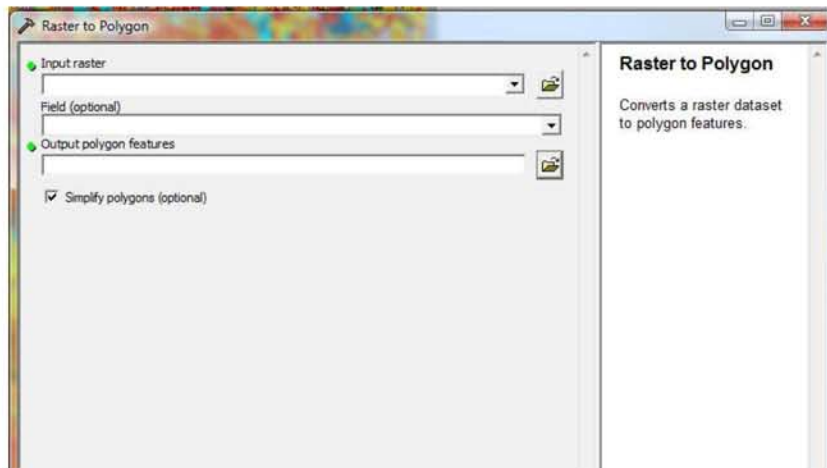 Raster to Polygon
Input raster
Field (optional)
Output polygon features
Simplify polygons (optional)
Raster to Polygon
Converts a raster dataset
to polygon features.